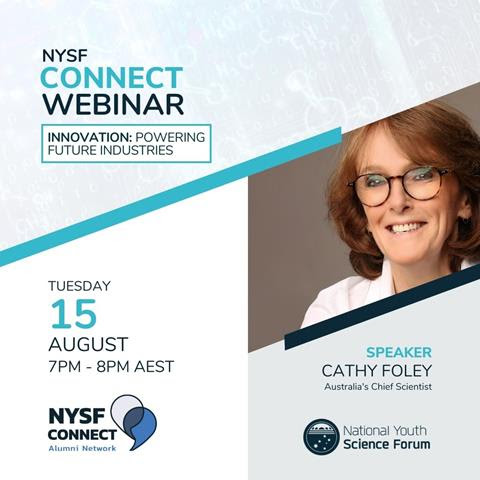 NYSF
CONNECT
WEBINAR
INNOVATION: POWERING
FUTURE INDUSTRIES
TUESDAY
15
AUGUST
7PM - 8PM AEST
NYSF
CONNECT
Alumni Network
SPEAKER
CATHY FOLEY
Australia's Chief Scientist
National Youth
Science Forum